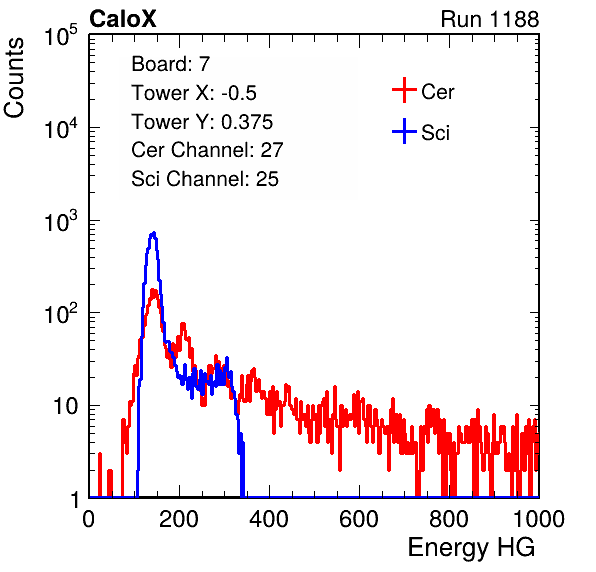 CaloX Run 1188
Counts
10^5
10^4
10^3
10^2
10
1
Board: 7
Tower X: -0.5
Tower Y: 0.375
Cer Channel: 27
Sci Channel: 25
Cer
Sci
0 200 400 600 800 1000
Energy HG